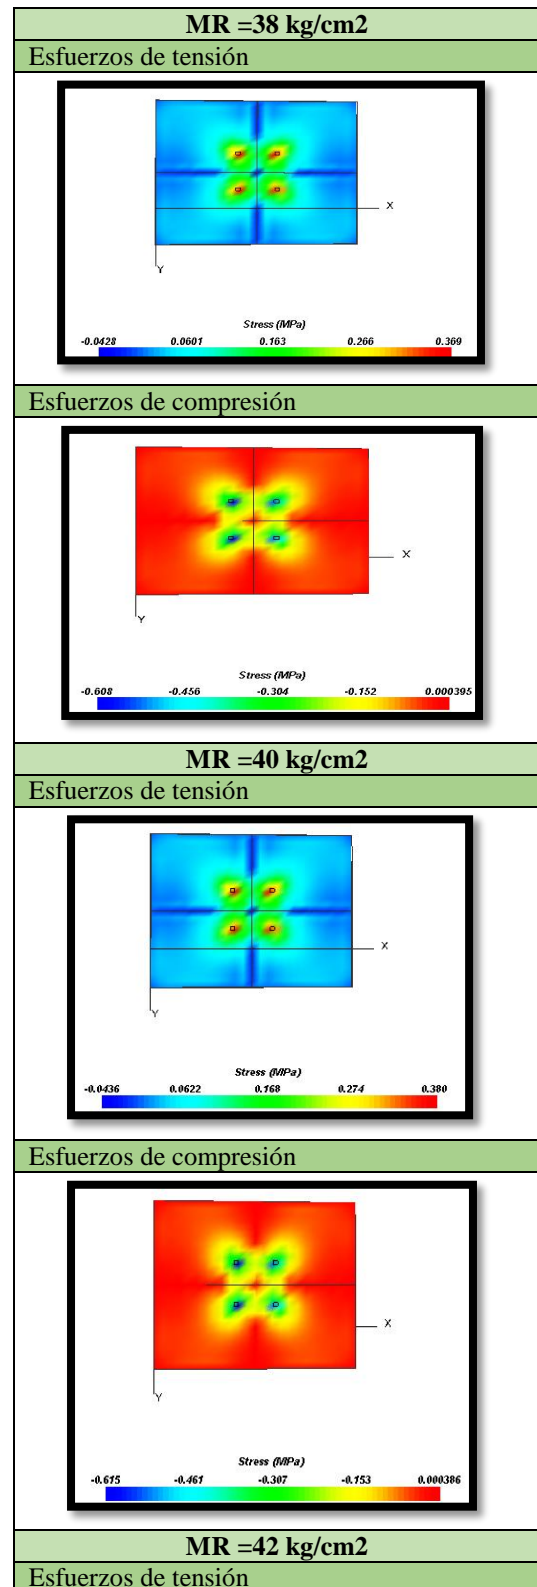 MR =38 kg/cm2
Esfuerzos de tensión
X
Y
Stress (MPa)
-0.0428 0.0601 0.163 0.266 0.369
Esfuerzos de compresión
X
Y
Stress (MPa)
-0.608 -0.456 -0.304 -0.152 0.000395
MR =40 kg/cm2
Esfuerzos de tensión
X
Y
Stress (MPa)
-0.0436 0.0622 0.168 0.274 0.380
Esfuerzos de compresión
X
Y
Stress (MPa)
-0.615 -0.461 -0.307 -0.153 0.000386
MR =42 kg/cm2
Esfuerzos de tensión